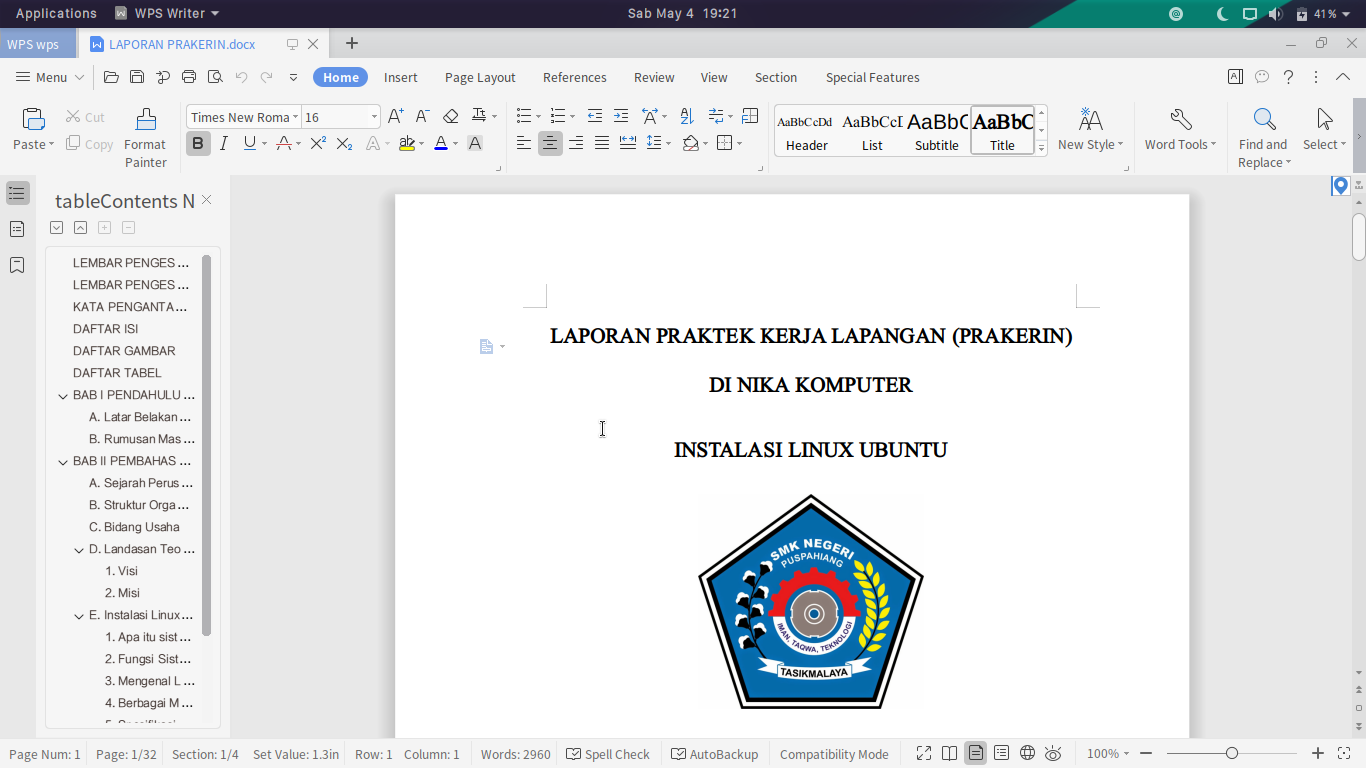 Applications WPS Writer Sab May 4 19:21 41%
WPS wps LAPORAN PRAKERIN.docx
Menu Home Insert Page Layout References Review View Section Special Features
Paste Cut Copy Format Painter
Times New Roma 16
AaBbCcDd AaBbCcI AaBbC AaBbC
Header List Subtitle Title
New Style Word Tools Find and Replace Select
tableContents N
LEMBAR PENGES ...
LEMBAR PENGES ...
KATA PENGANTA ...
DAFTAR ISI
DAFTAR GAMBAR
DAFTAR TABEL
BAB I PENDAHULU ...
A. Latar Belakan ...
B. Rumusan Mas ...
BAB II PEMBAHAS ...
A. Sejarah Perus ...
B. Struktur Orga ...
C. Bidang Usaha
D. Landasan Teo ...
1. Visi
2. Misi
E. Instalasi Linux...
1. Apa itu sist ...
2. Fungsi Sist...
3. Mengenal L ...
4. Berbagai M ...
LAPORAN PRAKTEK KERJA LAPANGAN (PRAKERIN)
DI NIKA KOMPUTER
INSTALASI LINUX UBUNTU
SMK NEGERI
PUSPAHIANG
IMAN, TAQWA, TEKNOLOGI
TASIKMALAYA
Page Num: 1 Page: 1/32 Section: 1/4 Set Value: 1.3in Row: 1 Column: 1 Words: 2960 Spell Check AutoBackup Compatibility Mode 100%